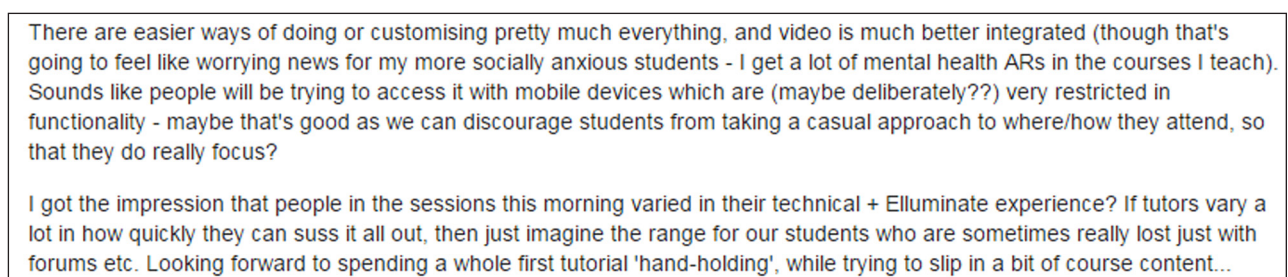 There are easier ways of doing or customising pretty much everything, and video is much better integrated (though that's
going to feel like worrying news for my more socially anxious students - I get a lot of mental health ARs in the courses I teach).
Sounds like people will be trying to access it with mobile devices which are (maybe deliberately??) very restricted in
functionality - maybe that's good as we can discourage students from taking a casual approach to where/how they attend, so
that they do really focus?
I got the impression that people in the sessions this morning varied in their technical + Elluminate experience? If tutors vary a
lot in how quickly they can suss it all out, then just imagine the range for our students who are sometimes really lost just with
forums etc. Looking forward to spending a whole first tutorial 'hand-holding', while trying to slip in a bit of course content...